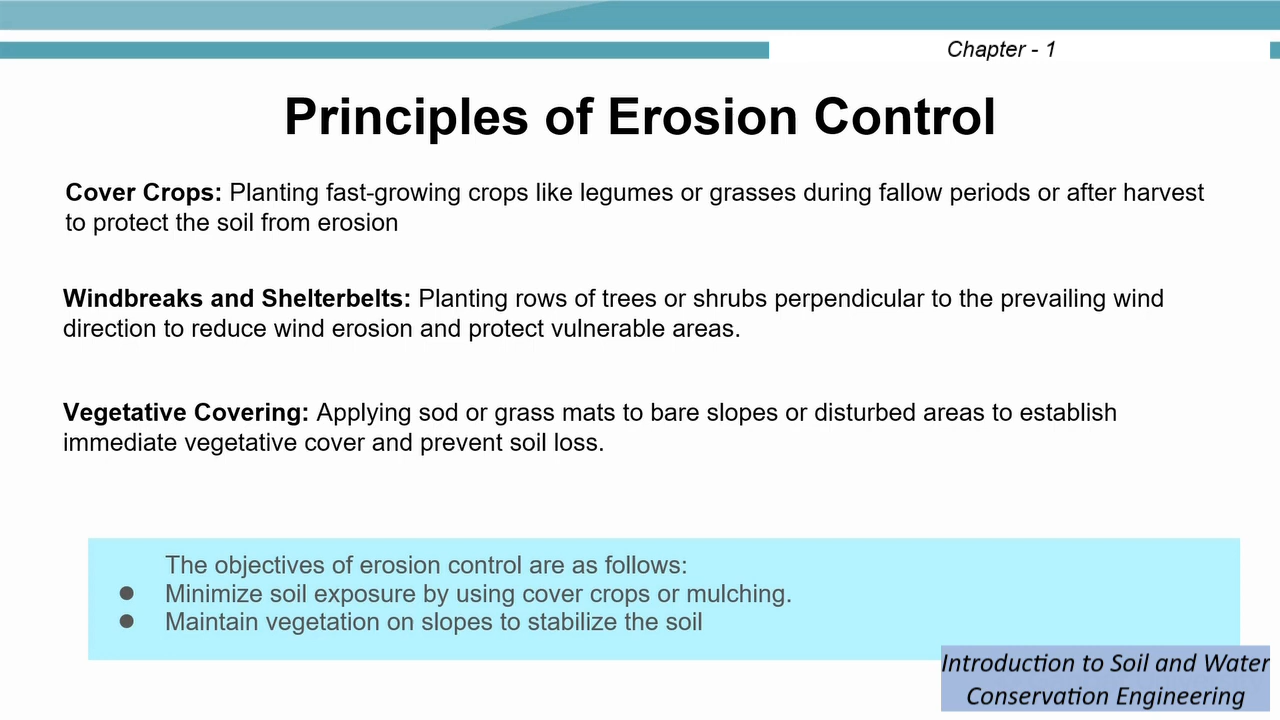 Chapter - 1
Principles of Erosion Control
Cover Crops: Planting fast-growing crops like legumes or grasses during fallow periods or after harvest
to protect the soil from erosion
Windbreaks and Shelterbelts: Planting rows of trees or shrubs perpendicular to the prevailing wind
direction to reduce wind erosion and protect vulnerable areas.
Vegetative Covering: Applying sod or grass mats to bare slopes or disturbed areas to establish
immediate vegetative cover and prevent soil loss.
The objectives of erosion control are as follows:
● Minimize soil exposure by using cover crops or mulching.
● Maintain vegetation on slopes to stabilize the soil
Introduction to Soil and Water
Conservation Engineering